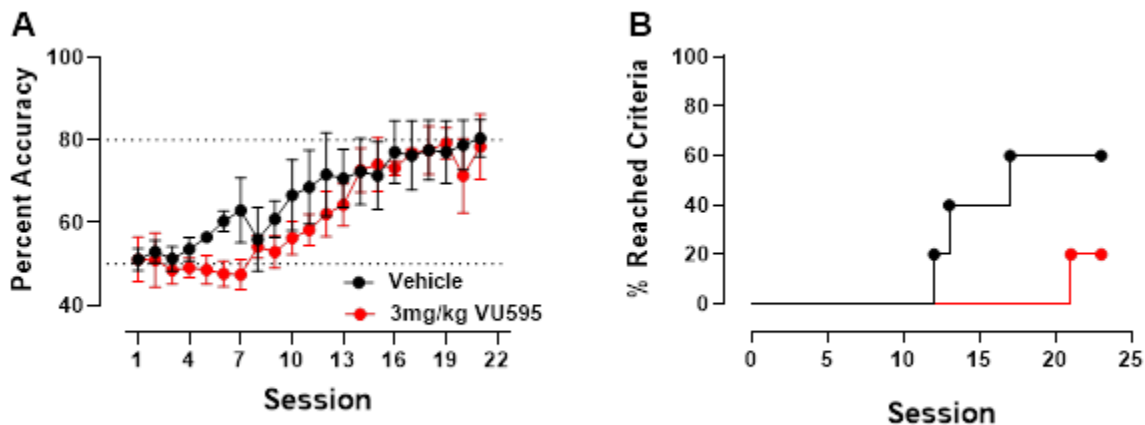 A
Percent Accuracy
100
80
60
40
Vehicle
3mg/kg VU595
1 4 7 10 13 16 19 22
Session
B
% Reached Criteria
100
80
60
40
20
0
0 5 10 15 20 25
Session